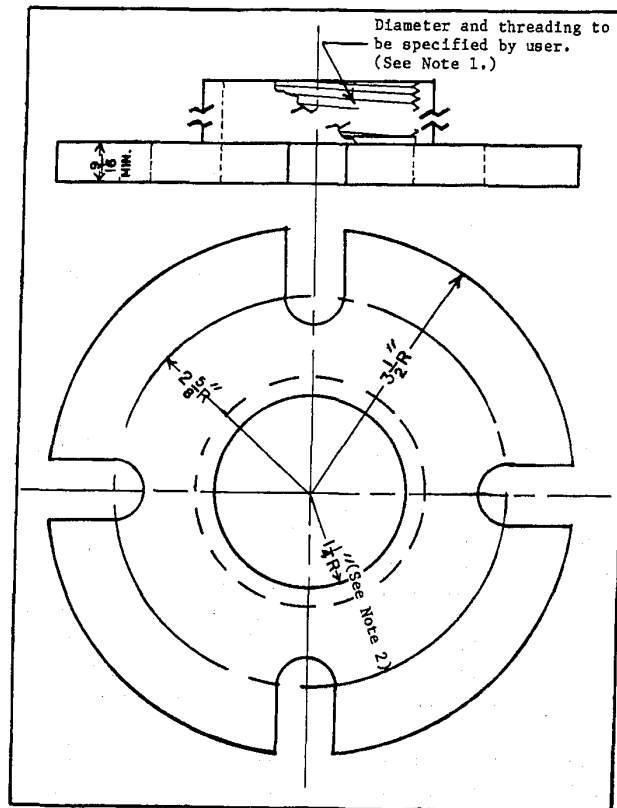 Diameter and threading to
be specified by user.
(See Note 1.)
9/16
MIN.
2 5/8" R
3 1/2" R
1 1/4" R (See Note 2)